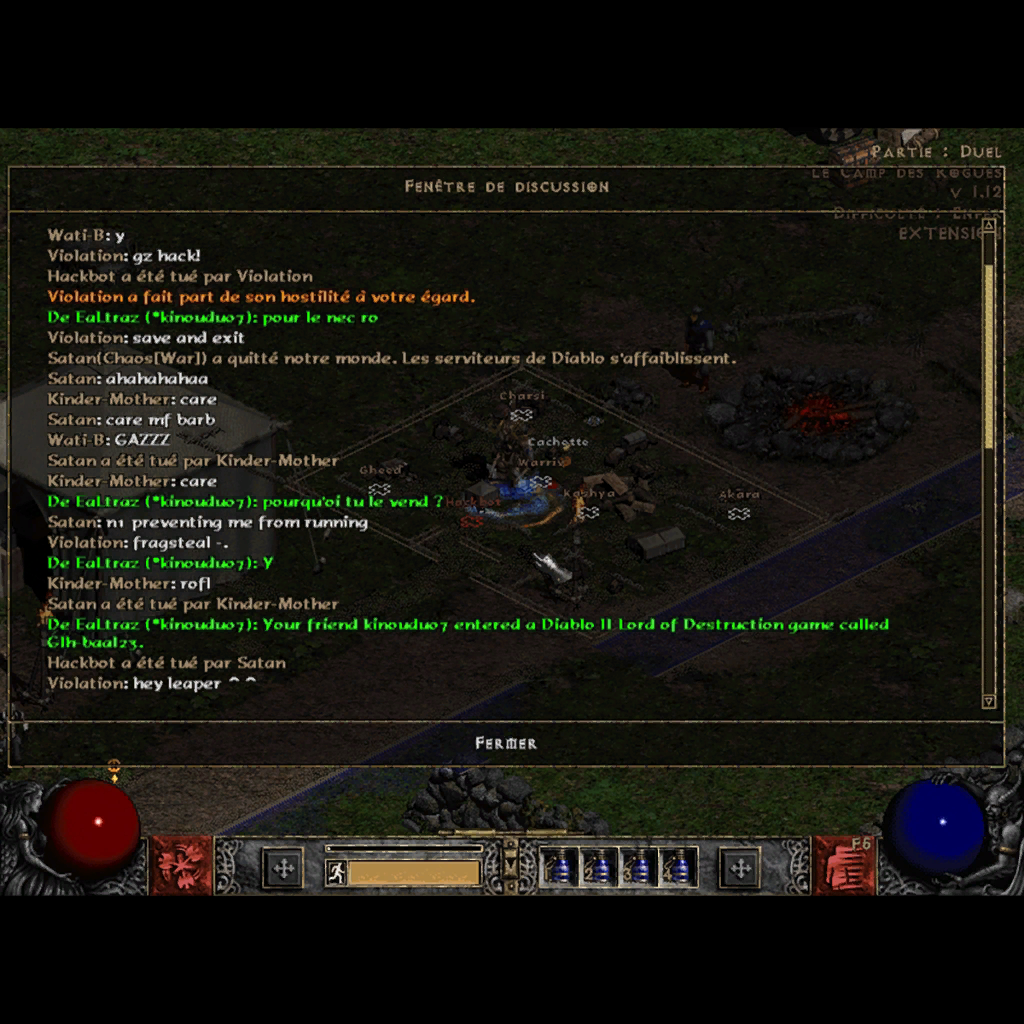 Partie : Duel
Le Camp des Rogues
Fenêtre de discussion
v 1.12
Difficulté : Enfer
Wati-B: y
Extension
Violation: gz hack!
Hackbot a été tué par Violation
Violation a fait part de son hostilité à votre égard.
De EaLtraz (*kinouduo7): pour le nec ro
Violation: save and exit
Satan(Chaos[War]) a quitté notre monde. Les serviteurs de Diablo s'affaiblissent.
Satan: ahahahahaa
Kinder-Mother: care
Charsi
Satan: care mf barb
Wati-B: GAZZZ
Cachette
Satan a été tué par Kinder-Mother
Warriv
Gheed
Kinder-Mother: care
Kashya
Akara
De EaLtraz (*kinouduo7): pourqu'oi tu le vend ?
Hackbot
Satan: n1 preventing me from running
Violation: fragsteal -.
De EaLtraz (*kinouduo7): Y
Kinder-Mother: rofl
Satan a été tué par Kinder-Mother
De EaLtraz (*kinouduo7): Your friend kinouduo7 entered a Diablo II Lord of Destruction game called
Glh-baal23.
Hackbot a été tué par Satan
Violation: hey leaper ^ ^
Fermer
F6
1 2 3 4